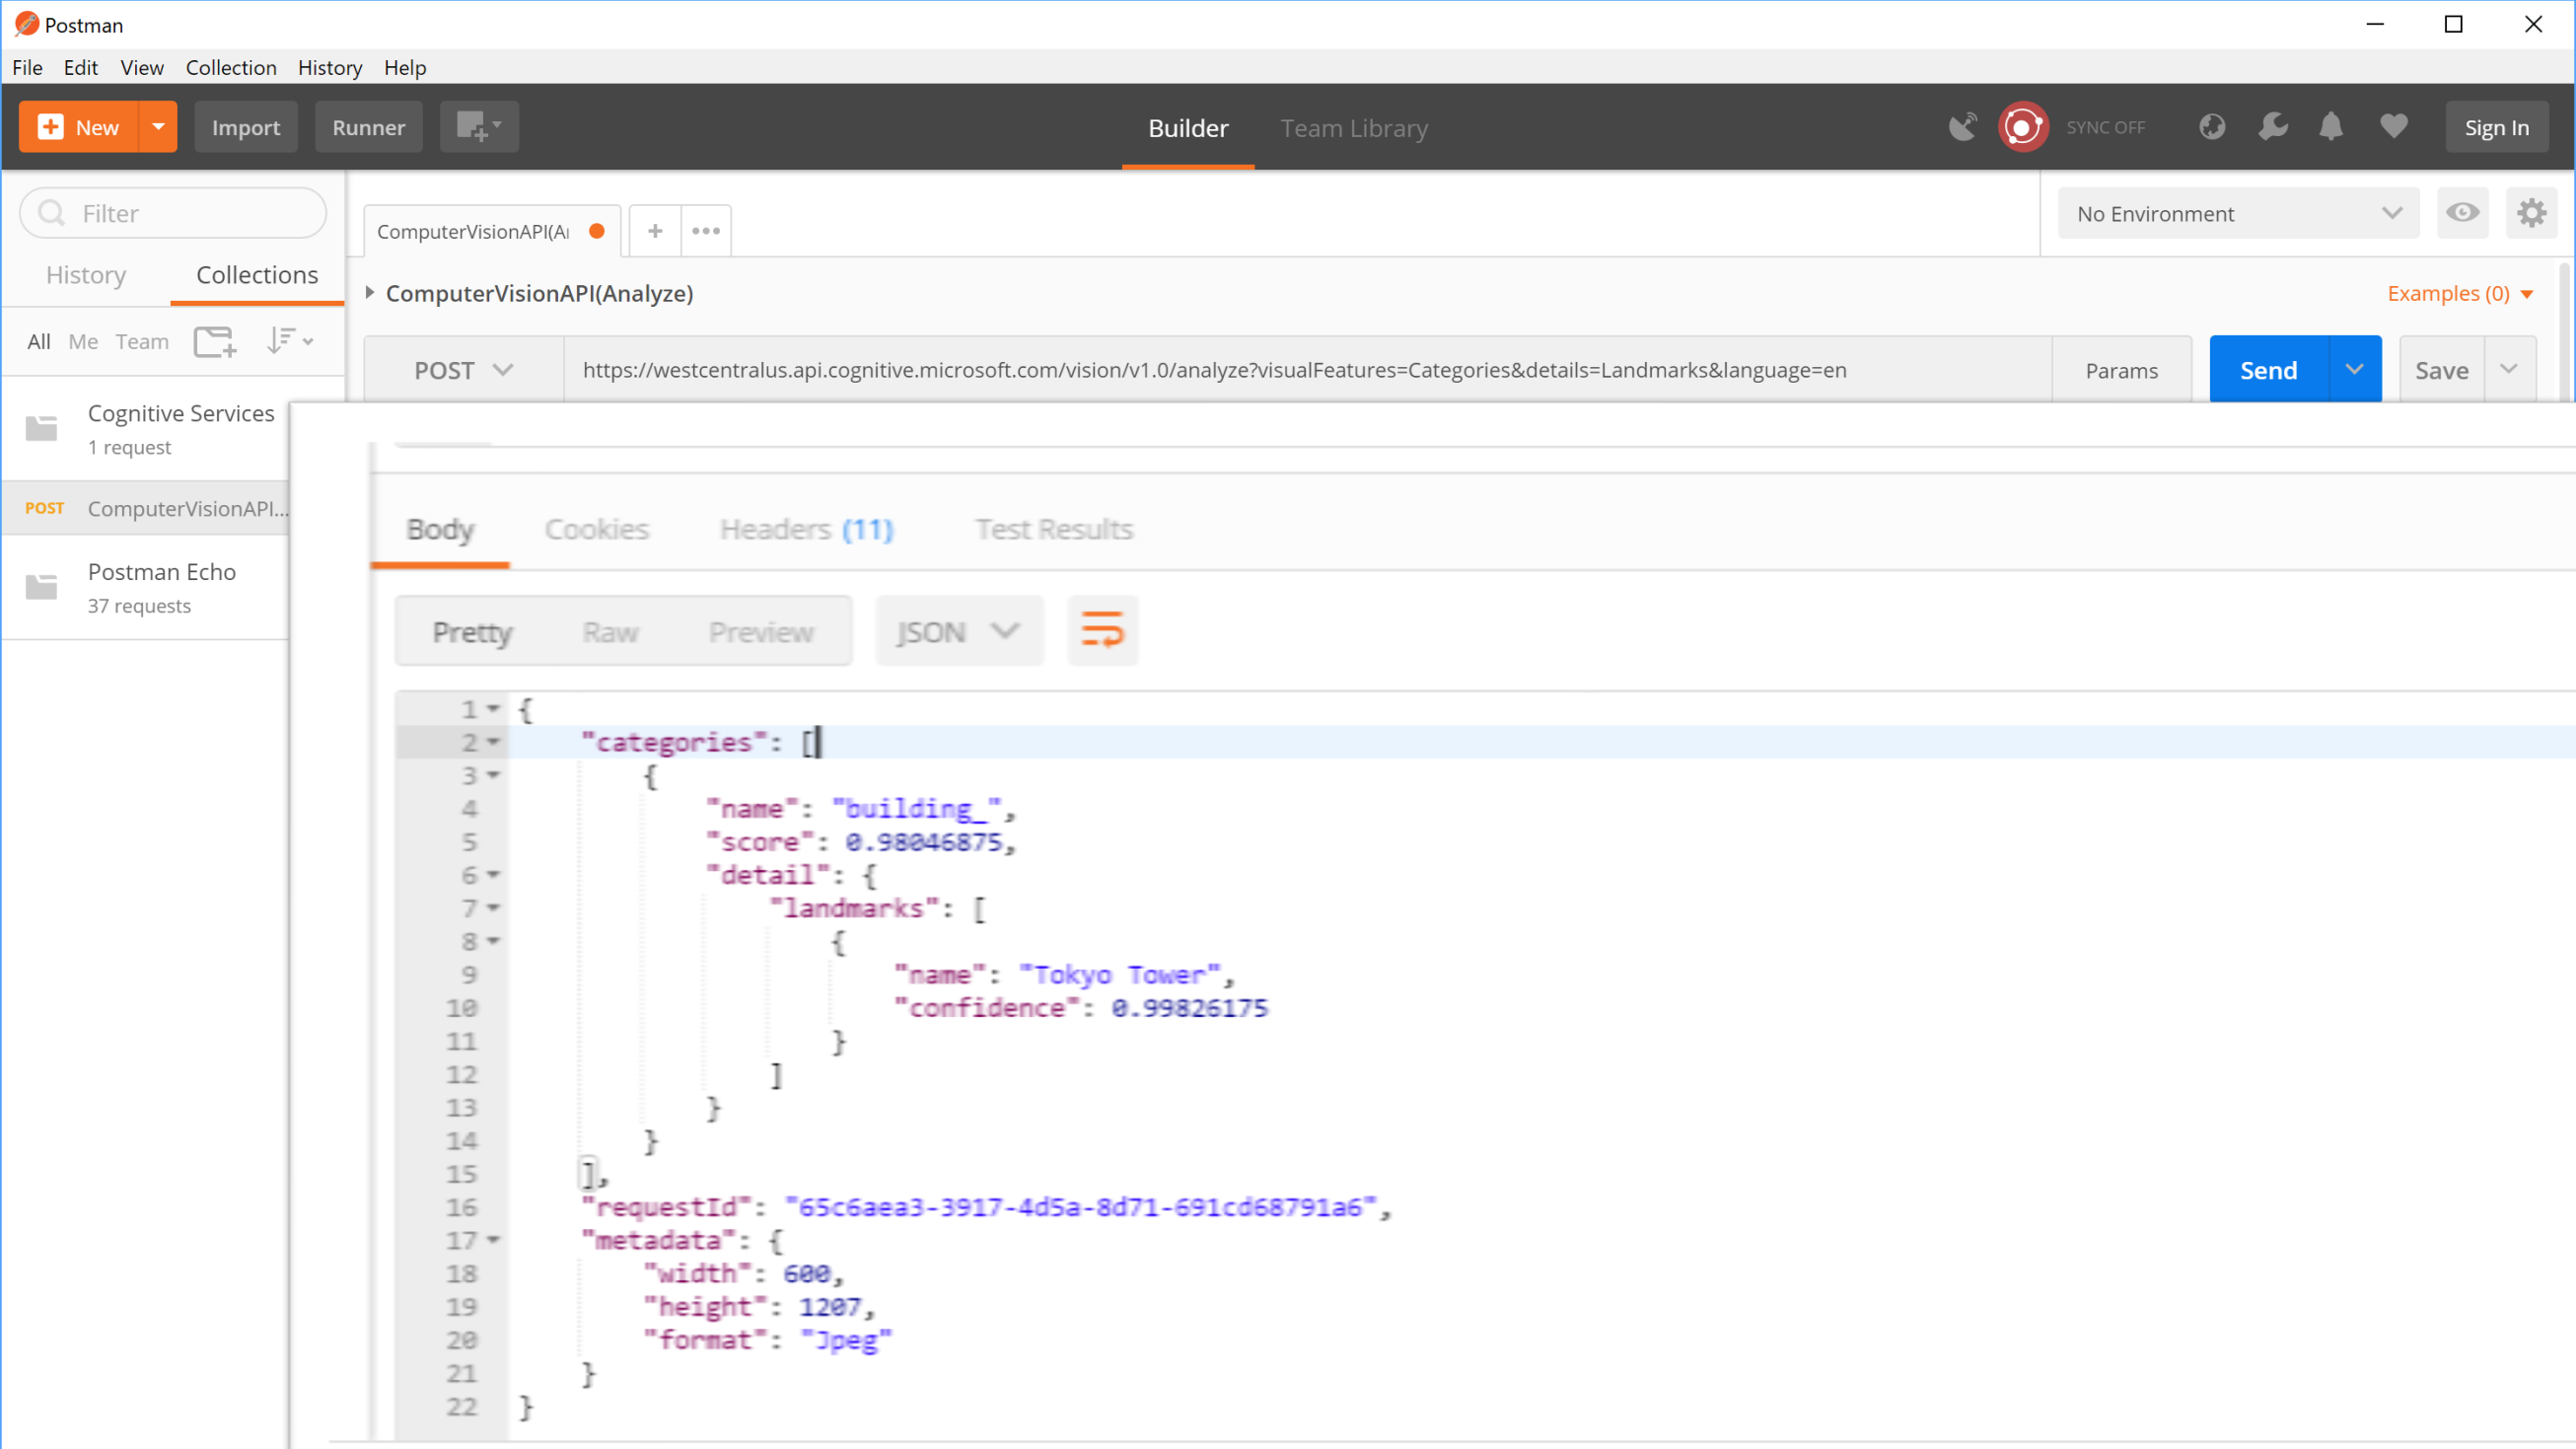 Postman
File Edit View Collection History Help
New Import Runner Builder Team Library SYNC OFF Sign In
Filter
History Collections
All Me Team
Cognitive Services
1 request
POST ComputerVisionAPI...
Postman Echo
37 requests
ComputerVisionAPI(A
No Environment
ComputerVisionAPI(Analyze)
Examples (0)
POST https://westcentralus.api.cognitive.microsoft.com/vision/v1.0/analyze?visualFeatures=Categories&details=Landmarks&language=en Params Send Save
Body Cookies Headers (11) Test Results
Pretty Raw Preview JSON
1 {
2 "categories": [
3 {
4 "name": "building_",
5 "score": 0.98046875,
6 "detail": {
7 "landmarks": [
8 {
9 "name": "Tokyo Tower",
10 "confidence": 0.99826175
11 }
12 ]
13 }
14 }
15 ],
16 "requestId": "65c6aea3-3917-4d5a-8d71-691cd68791a6",
17 "metadata": {
18 "width": 600,
19 "height": 1207,
20 "format": "Jpeg"
21 }
22 }